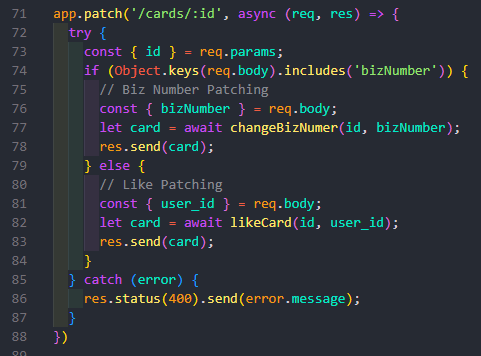 71 app.patch('/cards/:id', async (req, res) => {
72   try {
73     const { id } = req.params;
74     if (Object.keys(req.body).includes('bizNumber')) {
75       // Biz Number Patching
76       const { bizNumber } = req.body;
77       let card = await changeBizNumer(id, bizNumber);
78       res.send(card);
79     } else {
80       // Like Patching
81       const { user_id } = req.body;
82       let card = await likeCard(id, user_id);
83       res.send(card);
84     }
85   } catch (error) {
86     res.status(400).send(error.message);
87   }
88 })